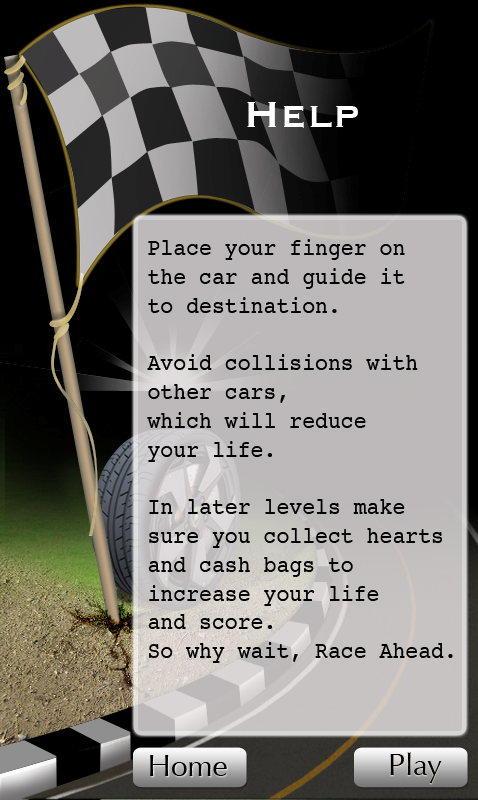 HELP
Place your finger on
the car and guide it
to destination.
Avoid collisions with
other cars,
which will reduce
your life.
In later levels make
sure you collect hearts
and cash bags to
increase your life
and score.
So why wait, Race Ahead.
Home
Play